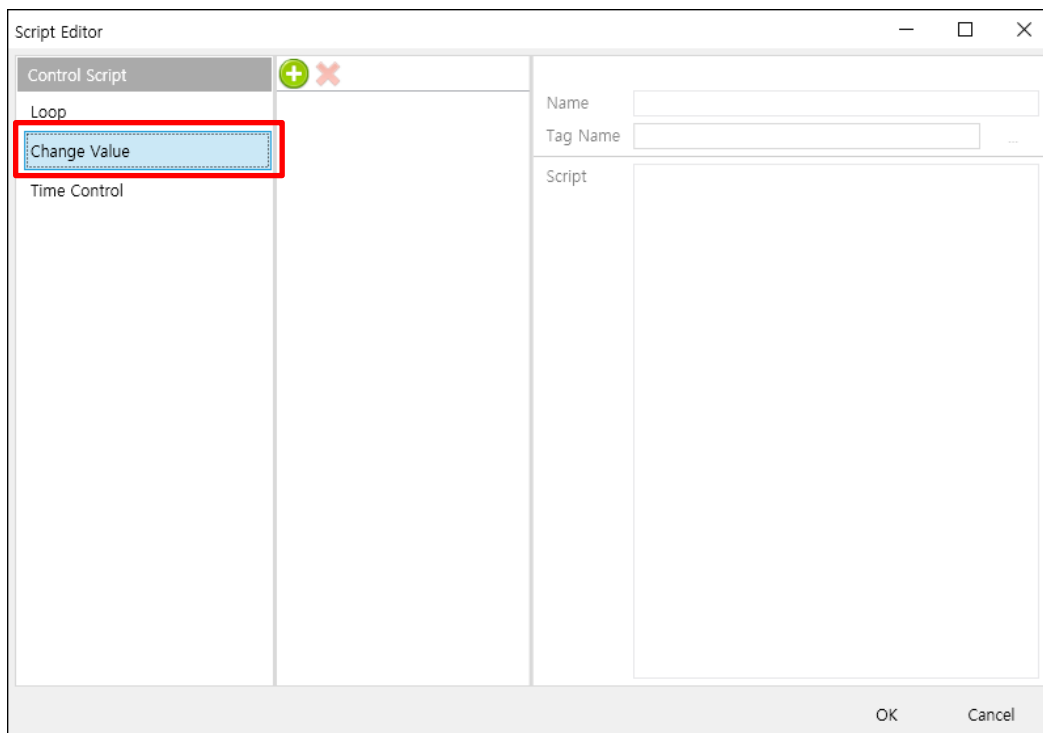 Script Editor
Control Script
Loop
Change Value
Time Control
Name
Tag Name
...
Script
OK
Cancel